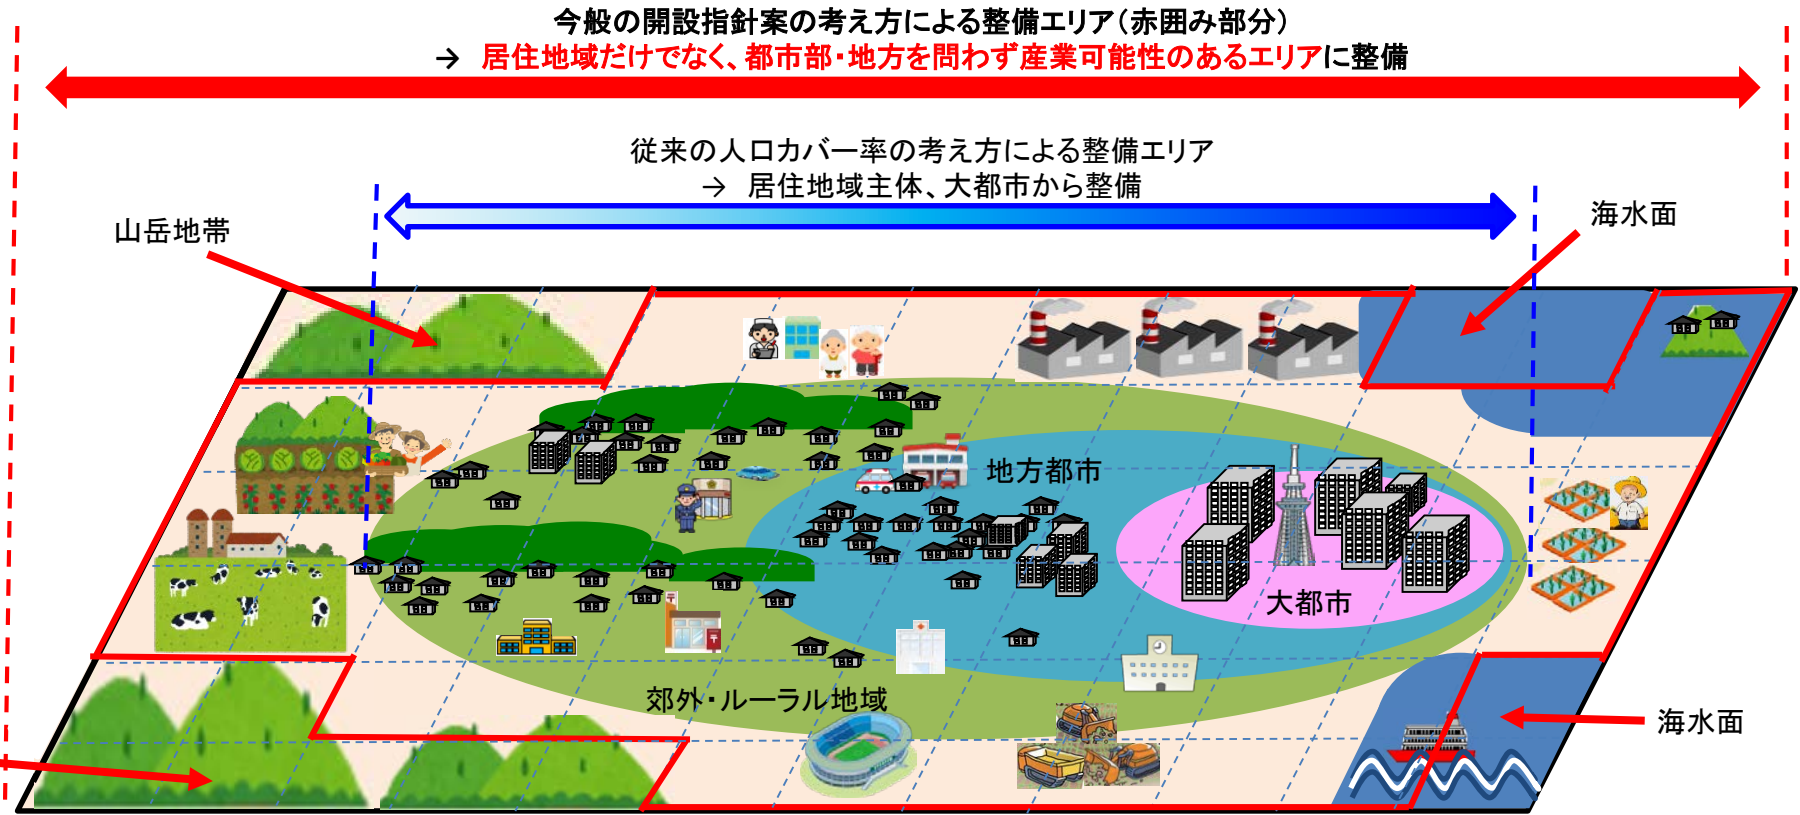 今般の開設指針案の考え方による整備エリア(赤囲み部分)
→ 居住地域だけでなく、都市部・地方を問わず産業可能性のあるエリアに整備
従来の人口カバー率の考え方による整備エリア
→ 居住地域主体、大都市から整備
山岳地帯
海水面
地方都市
大都市
郊外・ルーラル地域
海水面